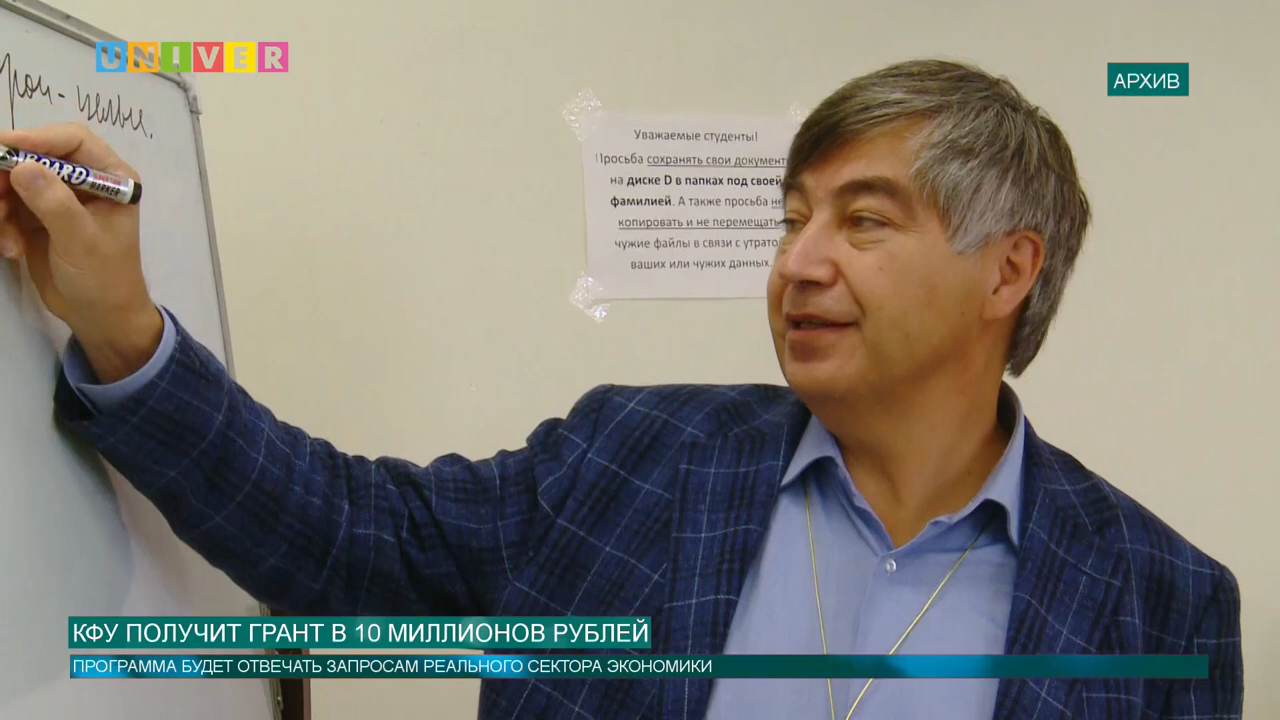 UNIVER
АРХИВ
Уважаемые студенты!
Просьба сохранять свои документ
на диске D в папках под своей
фамилией. А также просьба не
копировать и не перемещать
чужие файлы в связи с утрато
ваших или чужих данных.
BOARD
MARKER
КФУ ПОЛУЧИТ ГРАНТ В 10 МИЛЛИОНОВ РУБЛЕЙ
ПРОГРАММА БУДЕТ ОТВЕЧАТЬ ЗАПРОСАМ РЕАЛЬНОГО СЕКТОРА ЭКОНОМИКИ